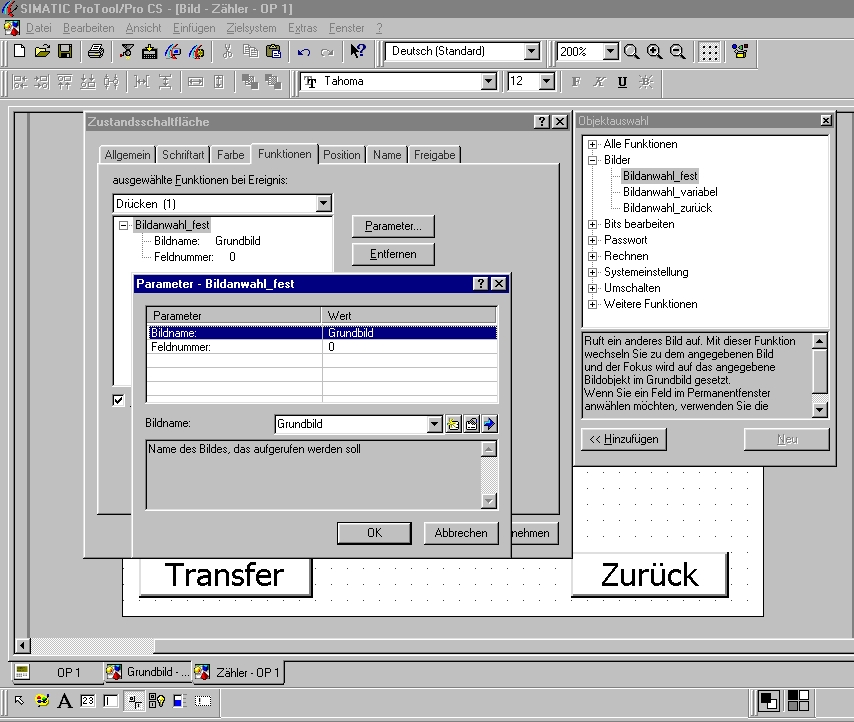 SIMATIC ProTool/Pro CS - [Bild - Zähler - OP 1]
Datei Bearbeiten Ansicht Einfügen Zielsystem Extras Fenster ?
Deutsch (Standard) 200%
Tahoma 12 F K U
Zustandsschaltfläche ?
Allgemein Schriftart Farbe Funktionen Position Name Freigabe
ausgewählte Funktionen bei Ereignis:
Drücken (1)
Bildanwahl_fest
Bildname: Grundbild
Feldnummer: 0
Parameter...
Entfernen
Parameter - Bildanwahl_fest ?
Parameter Wert
Bildname: Grundbild
Feldnummer: 0
Bildname: Grundbild
Name des Bildes, das aufgerufen werden soll
OK Abbrechen nehmen
Objektauswahl
Alle Funktionen
Bilder
Bildanwahl_fest
Bildanwahl_variabel
Bildanwahl_zurück
Bits bearbeiten
Passwort
Rechnen
Systemeinstellung
Umschalten
Weitere Funktionen
Ruft ein anderes Bild auf. Mit dieser Funktion
wechseln Sie zu dem angegebenen Bild
und der Fokus wird auf das angegebene
Bildobjekt im Grundbild gesetzt.
Wenn Sie ein Feld im Permanentfenster
anwählen möchten, verwenden Sie die
<< Hinzufügen Neu
Transfer Zurück
OP 1 Grundbild - ... Zähler - OP 1
A 23